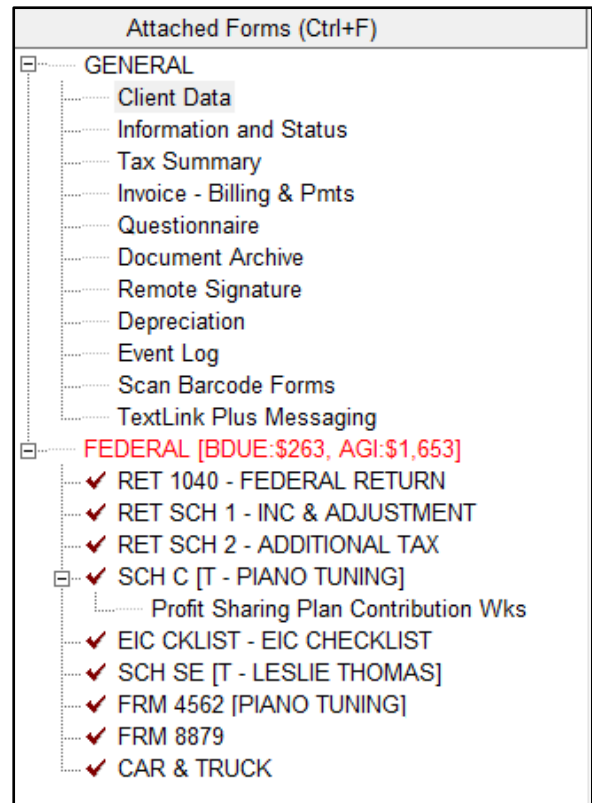 Attached Forms (Ctrl+F)
GENERAL
Client Data
Information and Status
Tax Summary
Invoice - Billing & Pmts
Questionnaire
Document Archive
Remote Signature
Depreciation
Event Log
Scan Barcode Forms
TextLink Plus Messaging
FEDERAL [BDUE:$263, AGI:$1,653]
RET 1040 - FEDERAL RETURN
RET SCH 1 - INC & ADJUSTMENT
RET SCH 2 - ADDITIONAL TAX
SCH C [T - PIANO TUNING]
Profit Sharing Plan Contribution Wks
EIC CKLIST - EIC CHECKLIST
SCH SE [T - LESLIE THOMAS]
FRM 4562 [PIANO TUNING]
FRM 8879
CAR & TRUCK